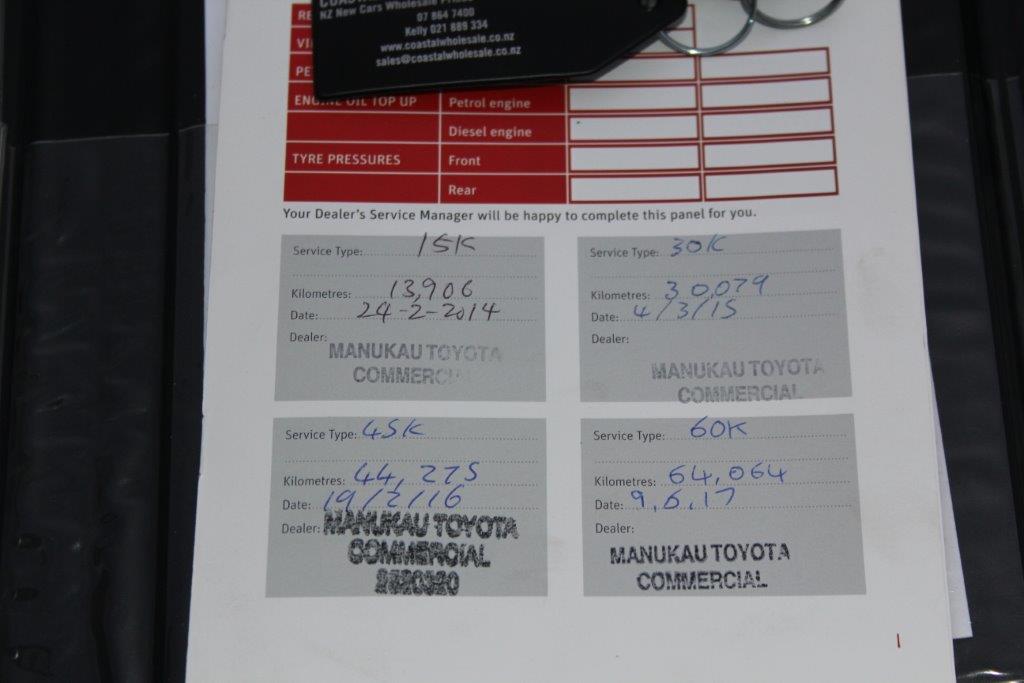 NZ New Cars Wholesale
07 864 7400
Kelly 021 889 334
www.coastalwholesale.co.nz
sales@coastalwholesale.co.nz
RE
VI
PE
ENGINE OIL TOP UP Petrol engine
Diesel engine
TYRE PRESSURES Front
Rear
Your Dealer's Service Manager will be happy to complete this panel for you.
Service Type: 15K
Kilometres: 13,906
Date: 24-2-2014
Dealer:
MANUKAU TOYOTA
COMMERCIAL
Service Type: 30K
Kilometres: 30,079
Date: 4/3/15
Dealer:
MANUKAU TOYOTA
COMMERCIAL
Service Type: 45K
Kilometres: 44,275
Date: 19/2/16
Dealer: MANUKAU TOYOTA
COMMERCIAL
Service Type: 60K
Kilometres: 64,064
Date: 9.6.17
Dealer:
MANUKAU TOYOTA
COMMERCIAL